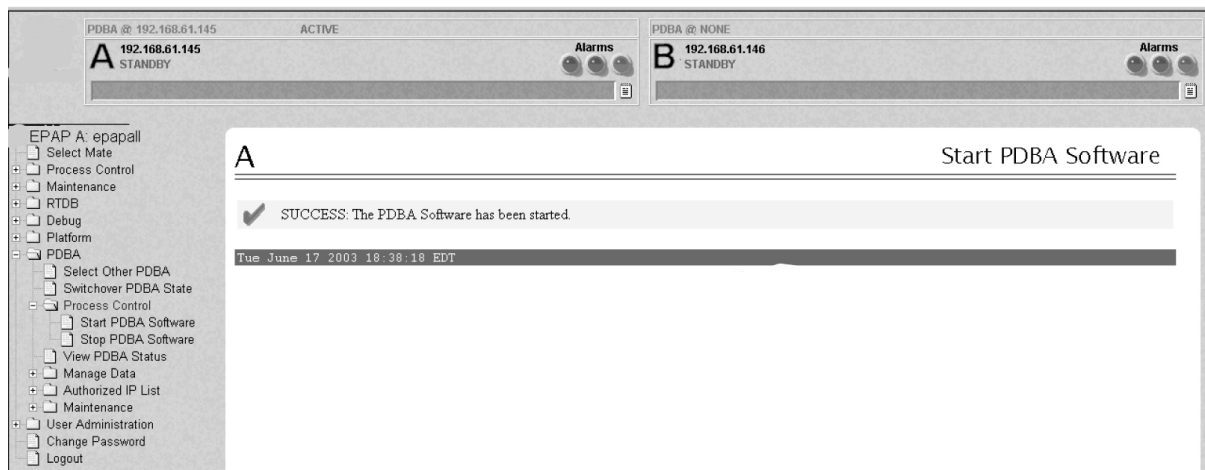 PDBA @ 192.168.61.145 ACTIVE
A 192.168.61.145 Alarms
STANDBY
PDBA @ NONE
B 192.168.61.146 Alarms
STANDBY
EPAP A: epapall
Select Mate
Process Control
Maintenance
RTDB
Debug
Platform
PDBA
Select Other PDBA
Switchover PDBA State
Process Control
Start PDBA Software
Stop PDBA Software
View PDBA Status
Manage Data
Authorized IP List
Maintenance
User Administration
Change Password
Logout
A Start PDBA Software
SUCCESS: The PDBA Software has been started.
Tue June 17 2003 18:38:18 EDT